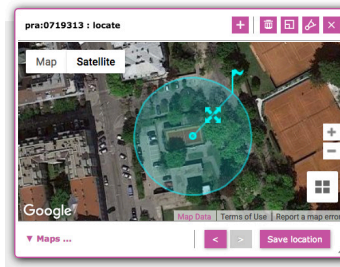 pra:0719313 : locate
Map Satellite
Google
Map Data Terms of Use Report a map error
▼ Maps ...
< > Save location